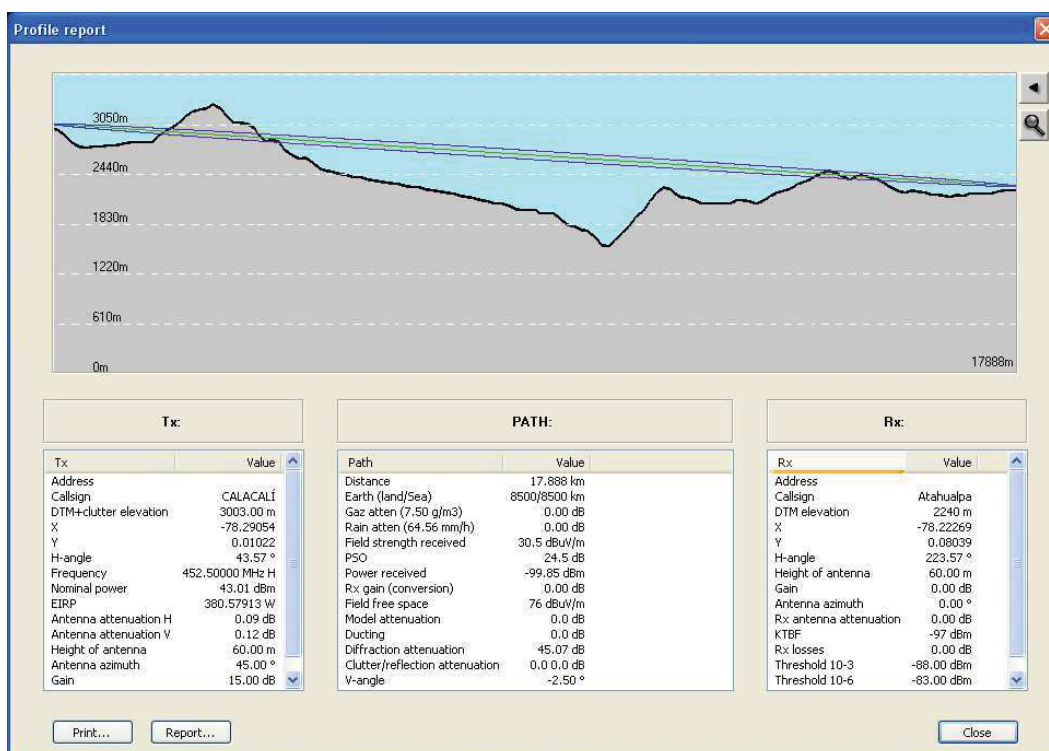 Profile report
3050m
2440m
1830m
1220m
610m
0m
17888m
Tx:
PATH:
Rx:
Tx Value
Address
Callsign CALACALÍ
DTM+clutter elevation 3003.00 m
X -78.29054
Y 0.01022
H-angle 43.57 °
Frequency 452.50000 MHz H
Nominal power 43.01 dBm
EIRP 380.57913 W
Antenna attenuation H 0.09 dB
Antenna attenuation V 0.12 dB
Height of antenna 60.00 m
Antenna azimuth 45.00 °
Gain 15.00 dB
Path Value
Distance 17.888 km
Earth (land/Sea) 8500/8500 km
Gaz atten (7.50 g/m3) 0.00 dB
Rain atten (64.56 mm/h) 0.00 dB
Field strength received 30.5 dBuV/m
PSO 24.5 dB
Power received -99.85 dBm
Rx gain (conversion) 0.00 dB
Field free space 76 dBuV/m
Model attenuation 0.0 dB
Ducting 0.0 dB
Diffraction attenuation 45.07 dB
Clutter/reflection attenuation 0.0 0.0 dB
V-angle -2.50 °
Rx Value
Address
Callsign Atahualpa
DTM elevation 2240 m
X -78.22269
Y 0.08039
H-angle 223.57 °
Height of antenna 60.00 m
Gain 0.00 dB
Antenna azimuth 0.00 °
Rx antenna attenuation 0.00 dB
KTBF -97 dBm
Rx losses 0.00 dB
Threshold 10-3 -88.00 dBm
Threshold 10-6 -83.00 dBm
Print... Report... Close